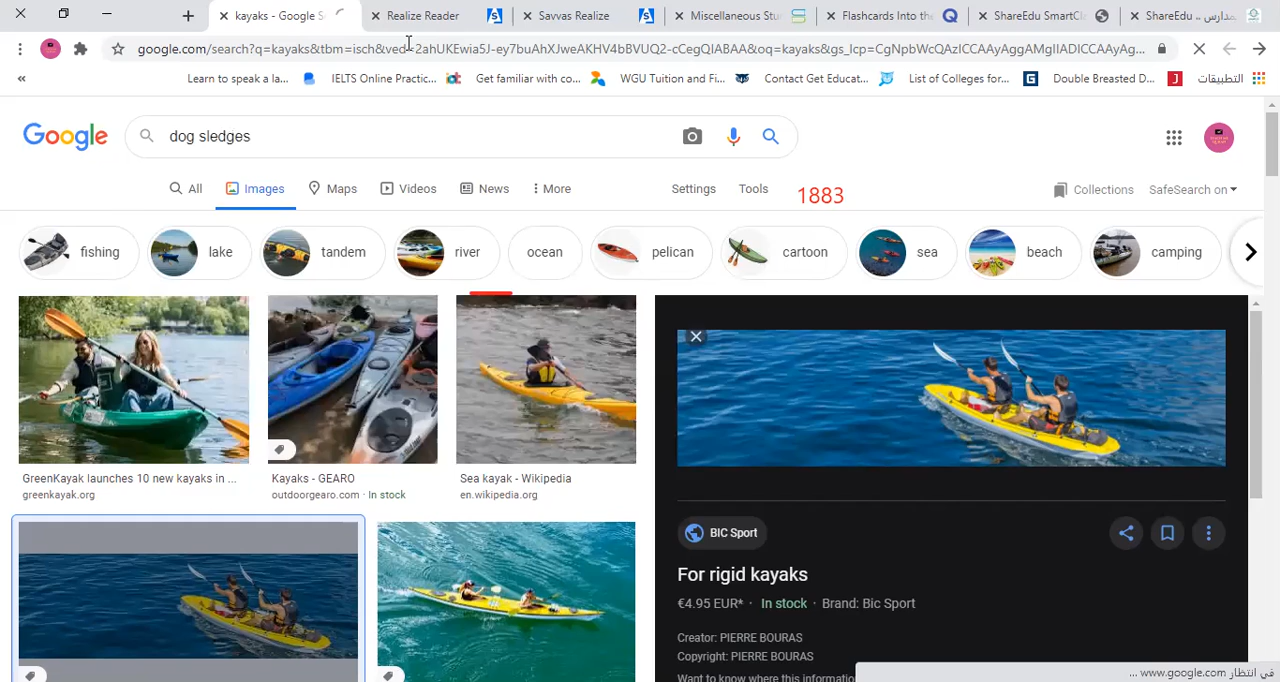 kayaks - Google S
Realize Reader
Savvas Realize
Miscellaneous Stu
Flashcards Into the
ShareEdu SmartCl
ShareEdu .. مدارس
google.com/search?q=kayaks&tbm=isch&ved=2ahUKEwia5J-ey7buAhXJweAKHV4bBVUQ2-cCegQIABAA&oq=kayaks&gs_lcp=CgNpbWcQAzICCAAyAggAMgIIADICCAAyAg...
«
Learn to speak a la...
IELTS Online Practic...
Get familiar with co...
WGU Tuition and Fi...
Contact Get Educat...
List of Colleges for...
Double Breasted D...
التطبيقات
Google
dog sledges
All
Images
Maps
Videos
News
More
Settings
Tools
1883
Collections
SafeSearch on
fishing
lake
tandem
river
ocean
pelican
cartoon
sea
beach
camping
GreenKayak launches 10 new kayaks in ...
greenkayak.org
Kayaks - GEARO
outdoorgearo.com · In stock
Sea kayak - Wikipedia
en.wikipedia.org
BIC Sport
For rigid kayaks
€4.95 EUR* · In stock · Brand: Bic Sport
Creator: PIERRE BOURAS
Copyright: PIERRE BOURAS
Want to know where this information
في انتظار www.google.com ...